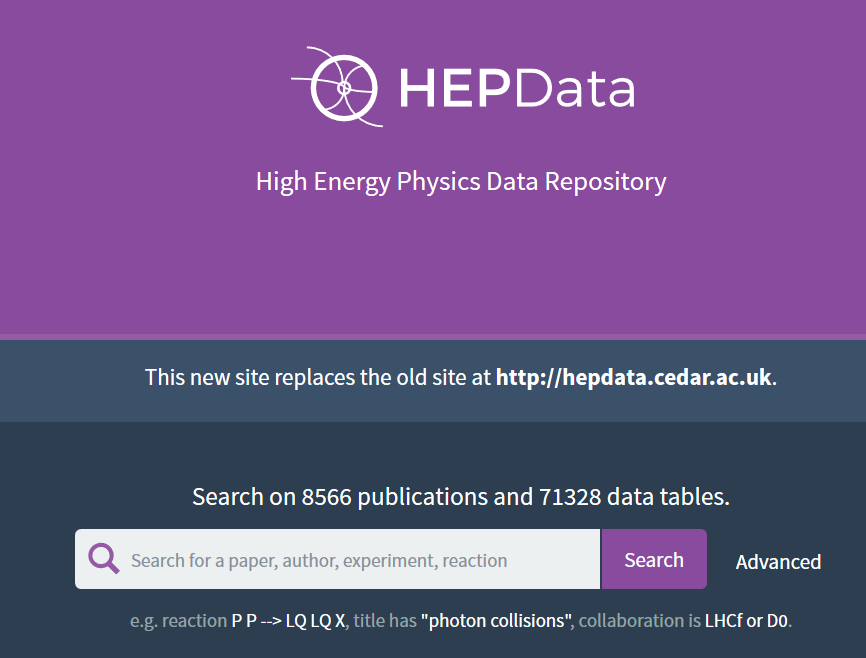 HEPData
High Energy Physics Data Repository
This new site replaces the old site at http://hepdata.cedar.ac.uk.
Search on 8566 publications and 71328 data tables.
Search for a paper, author, experiment, reaction
Search
Advanced
e.g. reaction P P --> LQ LQ X, title has "photon collisions", collaboration is LHCf or D0.